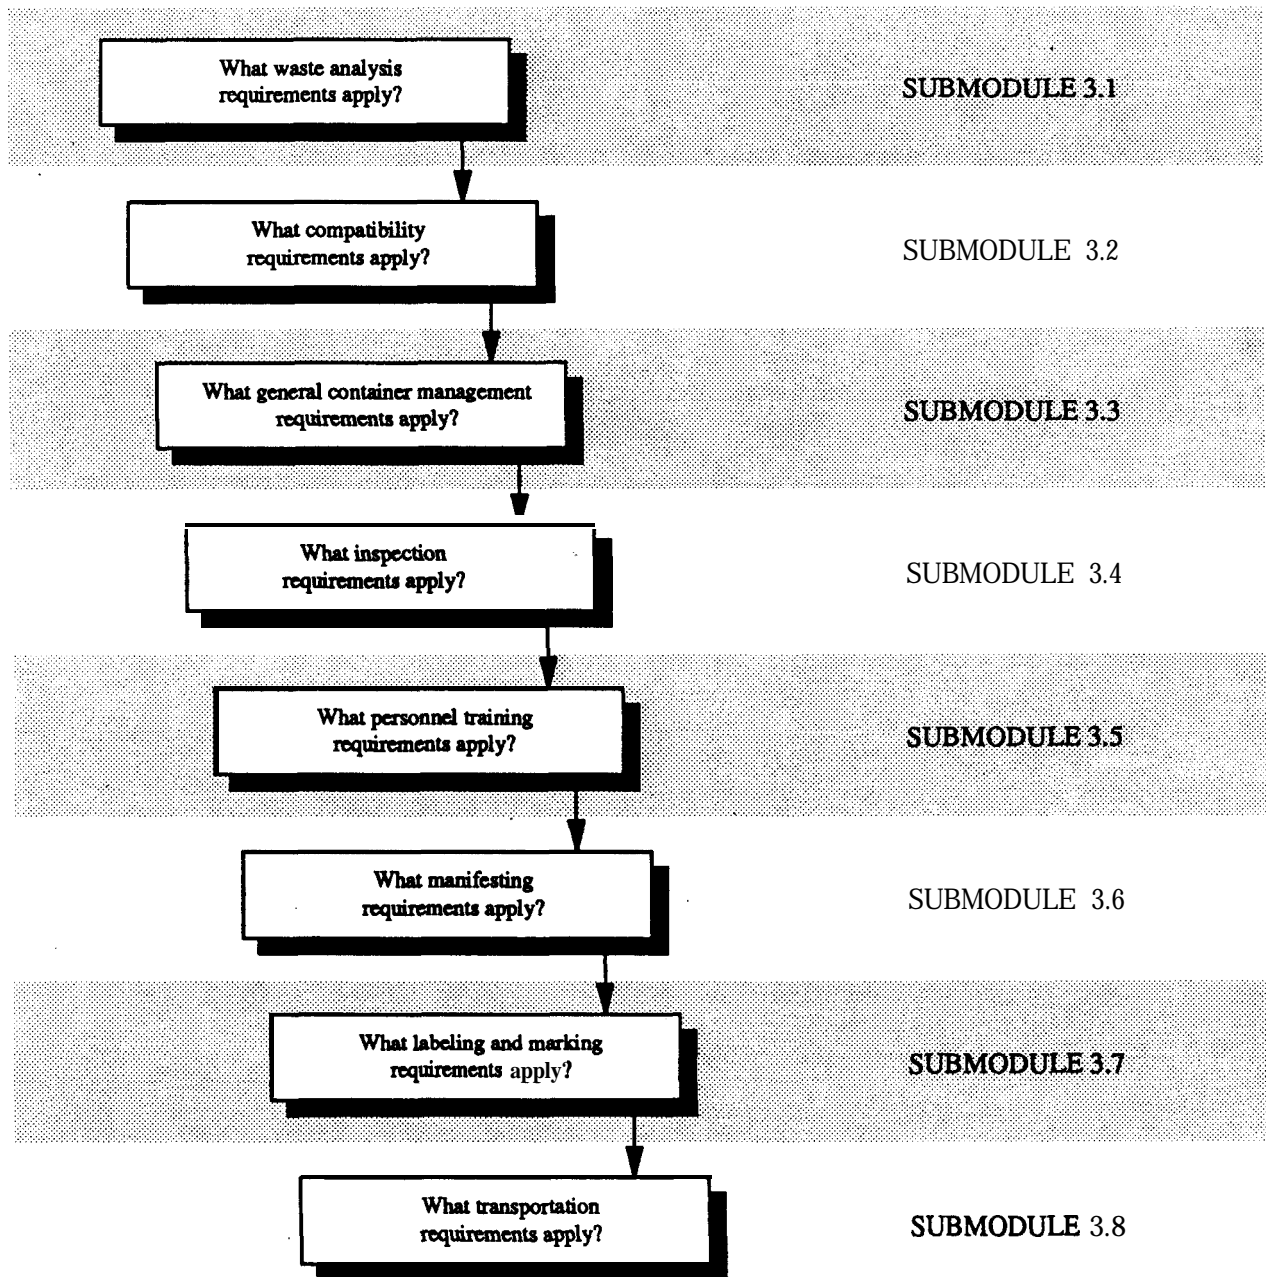 What waste analysis
requirements apply?
SUBMODULE 3.1
What compatibility
requirements apply?
SUBMODULE 3.2
What general container management
requirements apply?
SUBMODULE 3.3
What inspection
requirements apply?
SUBMODULE 3.4
What personnel training
requirements apply?
SUBMODULE 3.5
What manifesting
requirements apply?
SUBMODULE 3.6
What labeling and marking
requirements apply?
SUBMODULE 3.7
What transportation
requirements apply?
SUBMODULE 3.8